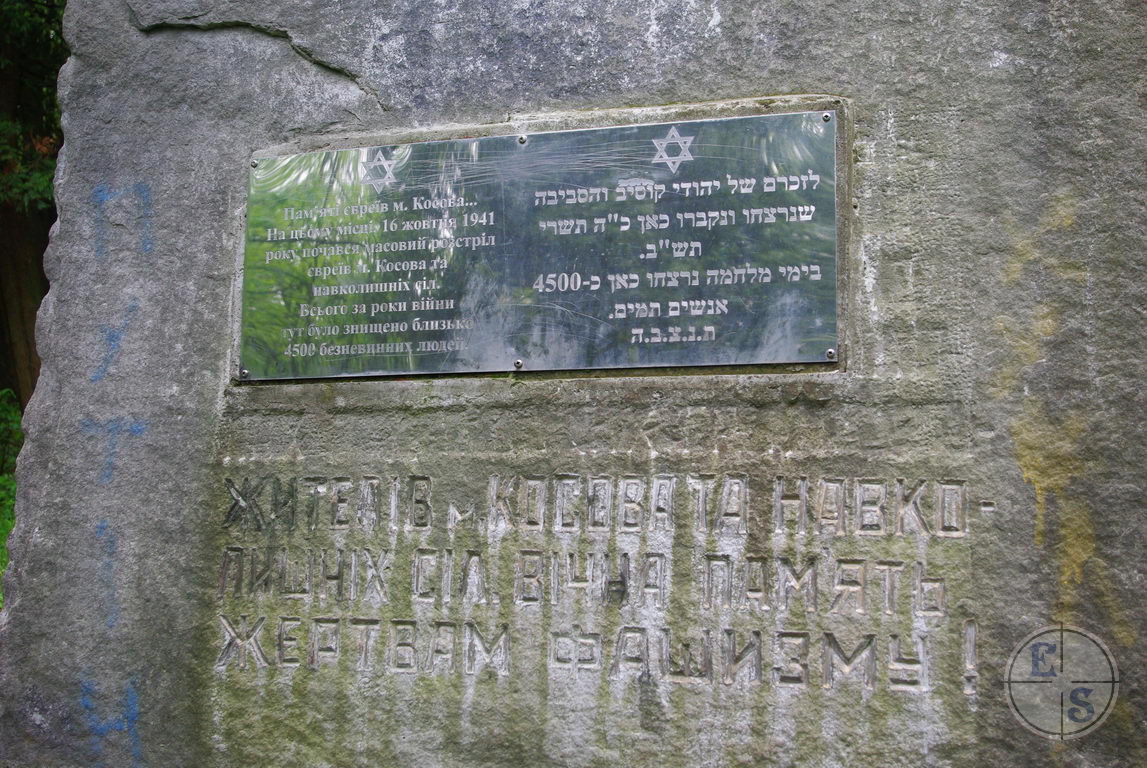 Пам'яті євреїв м. Косова...
На цьому місці, 16 жовтня 1941
року почався масовий розстріл
євреїв м. Косова та
навколишніх сіл.
Всього за роки війни
тут було знищено близько
4500 безневинних людей.
לזכרם של יהודי קוסיב והסביבה
שנרצחו ונקברו כאן כ"ה תשרי
תש"ב.
בימי מלחמה נרצחו כאן כ-4500
אנשים תמים.
ת.נ.צ.ב.ה
ЖИТЕЛІВ м. КОСОВА ТА НАВКО-
ЛИШНІХ СІЛ. ВІЧНА ПАМЯТЬ
ЖЕРТВАМ ФАШИЗМУ!
П
У
Т
І
Н
E
S